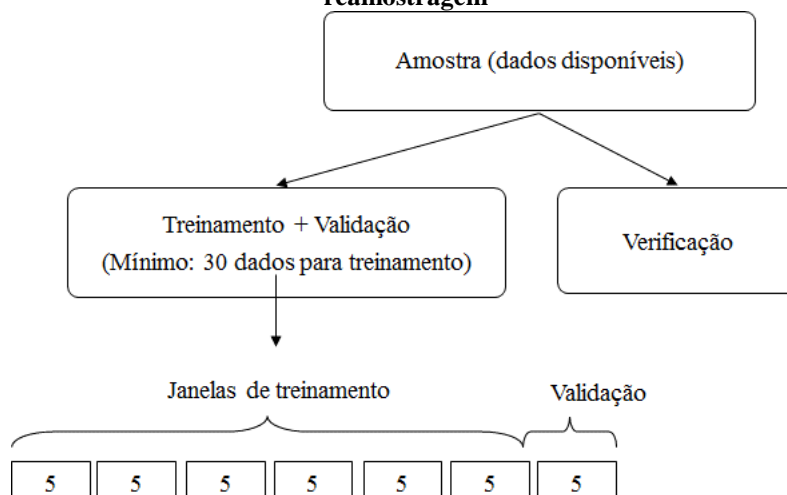 reamostragem
Amostra (dados disponíveis)
Treinamento + Validação
(Mínimo: 30 dados para treinamento)
Verificação
Janelas de treinamento
Validação
5 5 5 5 5 5 5